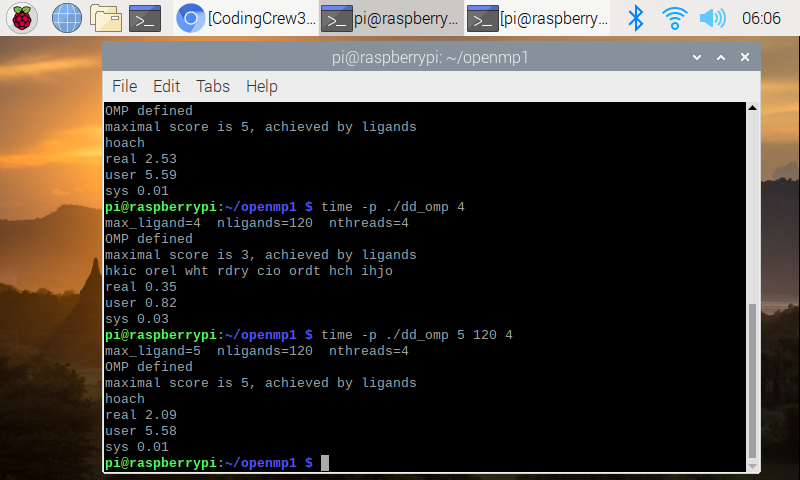 [CodingCrew3...
pi@raspberry...
[pi@raspberry...
06:06
pi@raspberrypi: ~/openmp1
File Edit Tabs Help
OMP defined
maximal score is 5, achieved by ligands
hoach
real 2.53
user 5.59
sys 0.01
pi@raspberrypi:~/openmp1 $ time -p ./dd_omp 4
max_ligand=4  nligands=120  nthreads=4
OMP defined
maximal score is 3, achieved by ligands
hkic orel wht rdry cio ordt hch ihjo
real 0.35
user 0.82
sys 0.03
pi@raspberrypi:~/openmp1 $ time -p ./dd_omp 5 120 4
max_ligand=5  nligands=120  nthreads=4
OMP defined
maximal score is 5, achieved by ligands
hoach
real 2.09
user 5.58
sys 0.01
pi@raspberrypi:~/openmp1 $